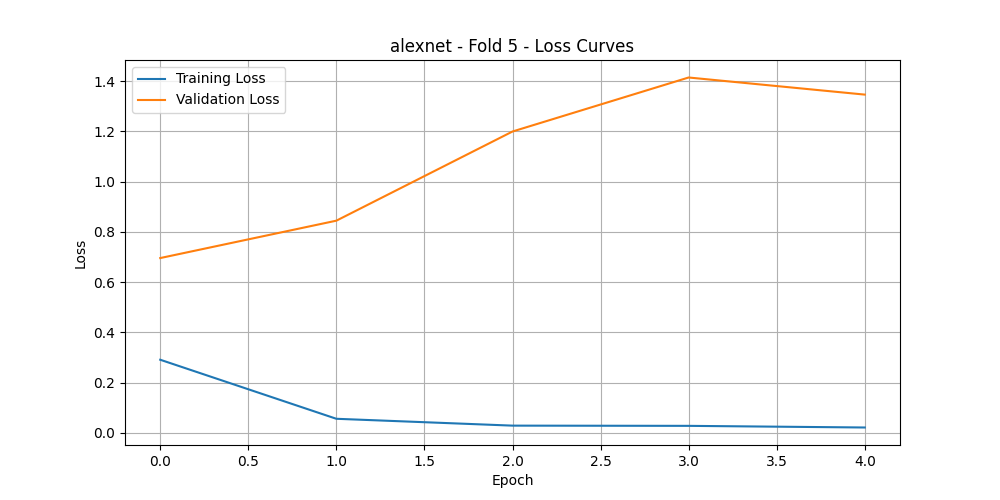 alexnet - Fold 5 - Loss Curves
Training Loss
Validation Loss
Loss
1.4
1.2
1.0
0.8
0.6
0.4
0.2
0.0
0.0 0.5 1.0 1.5 2.0 2.5 3.0 3.5 4.0
Epoch